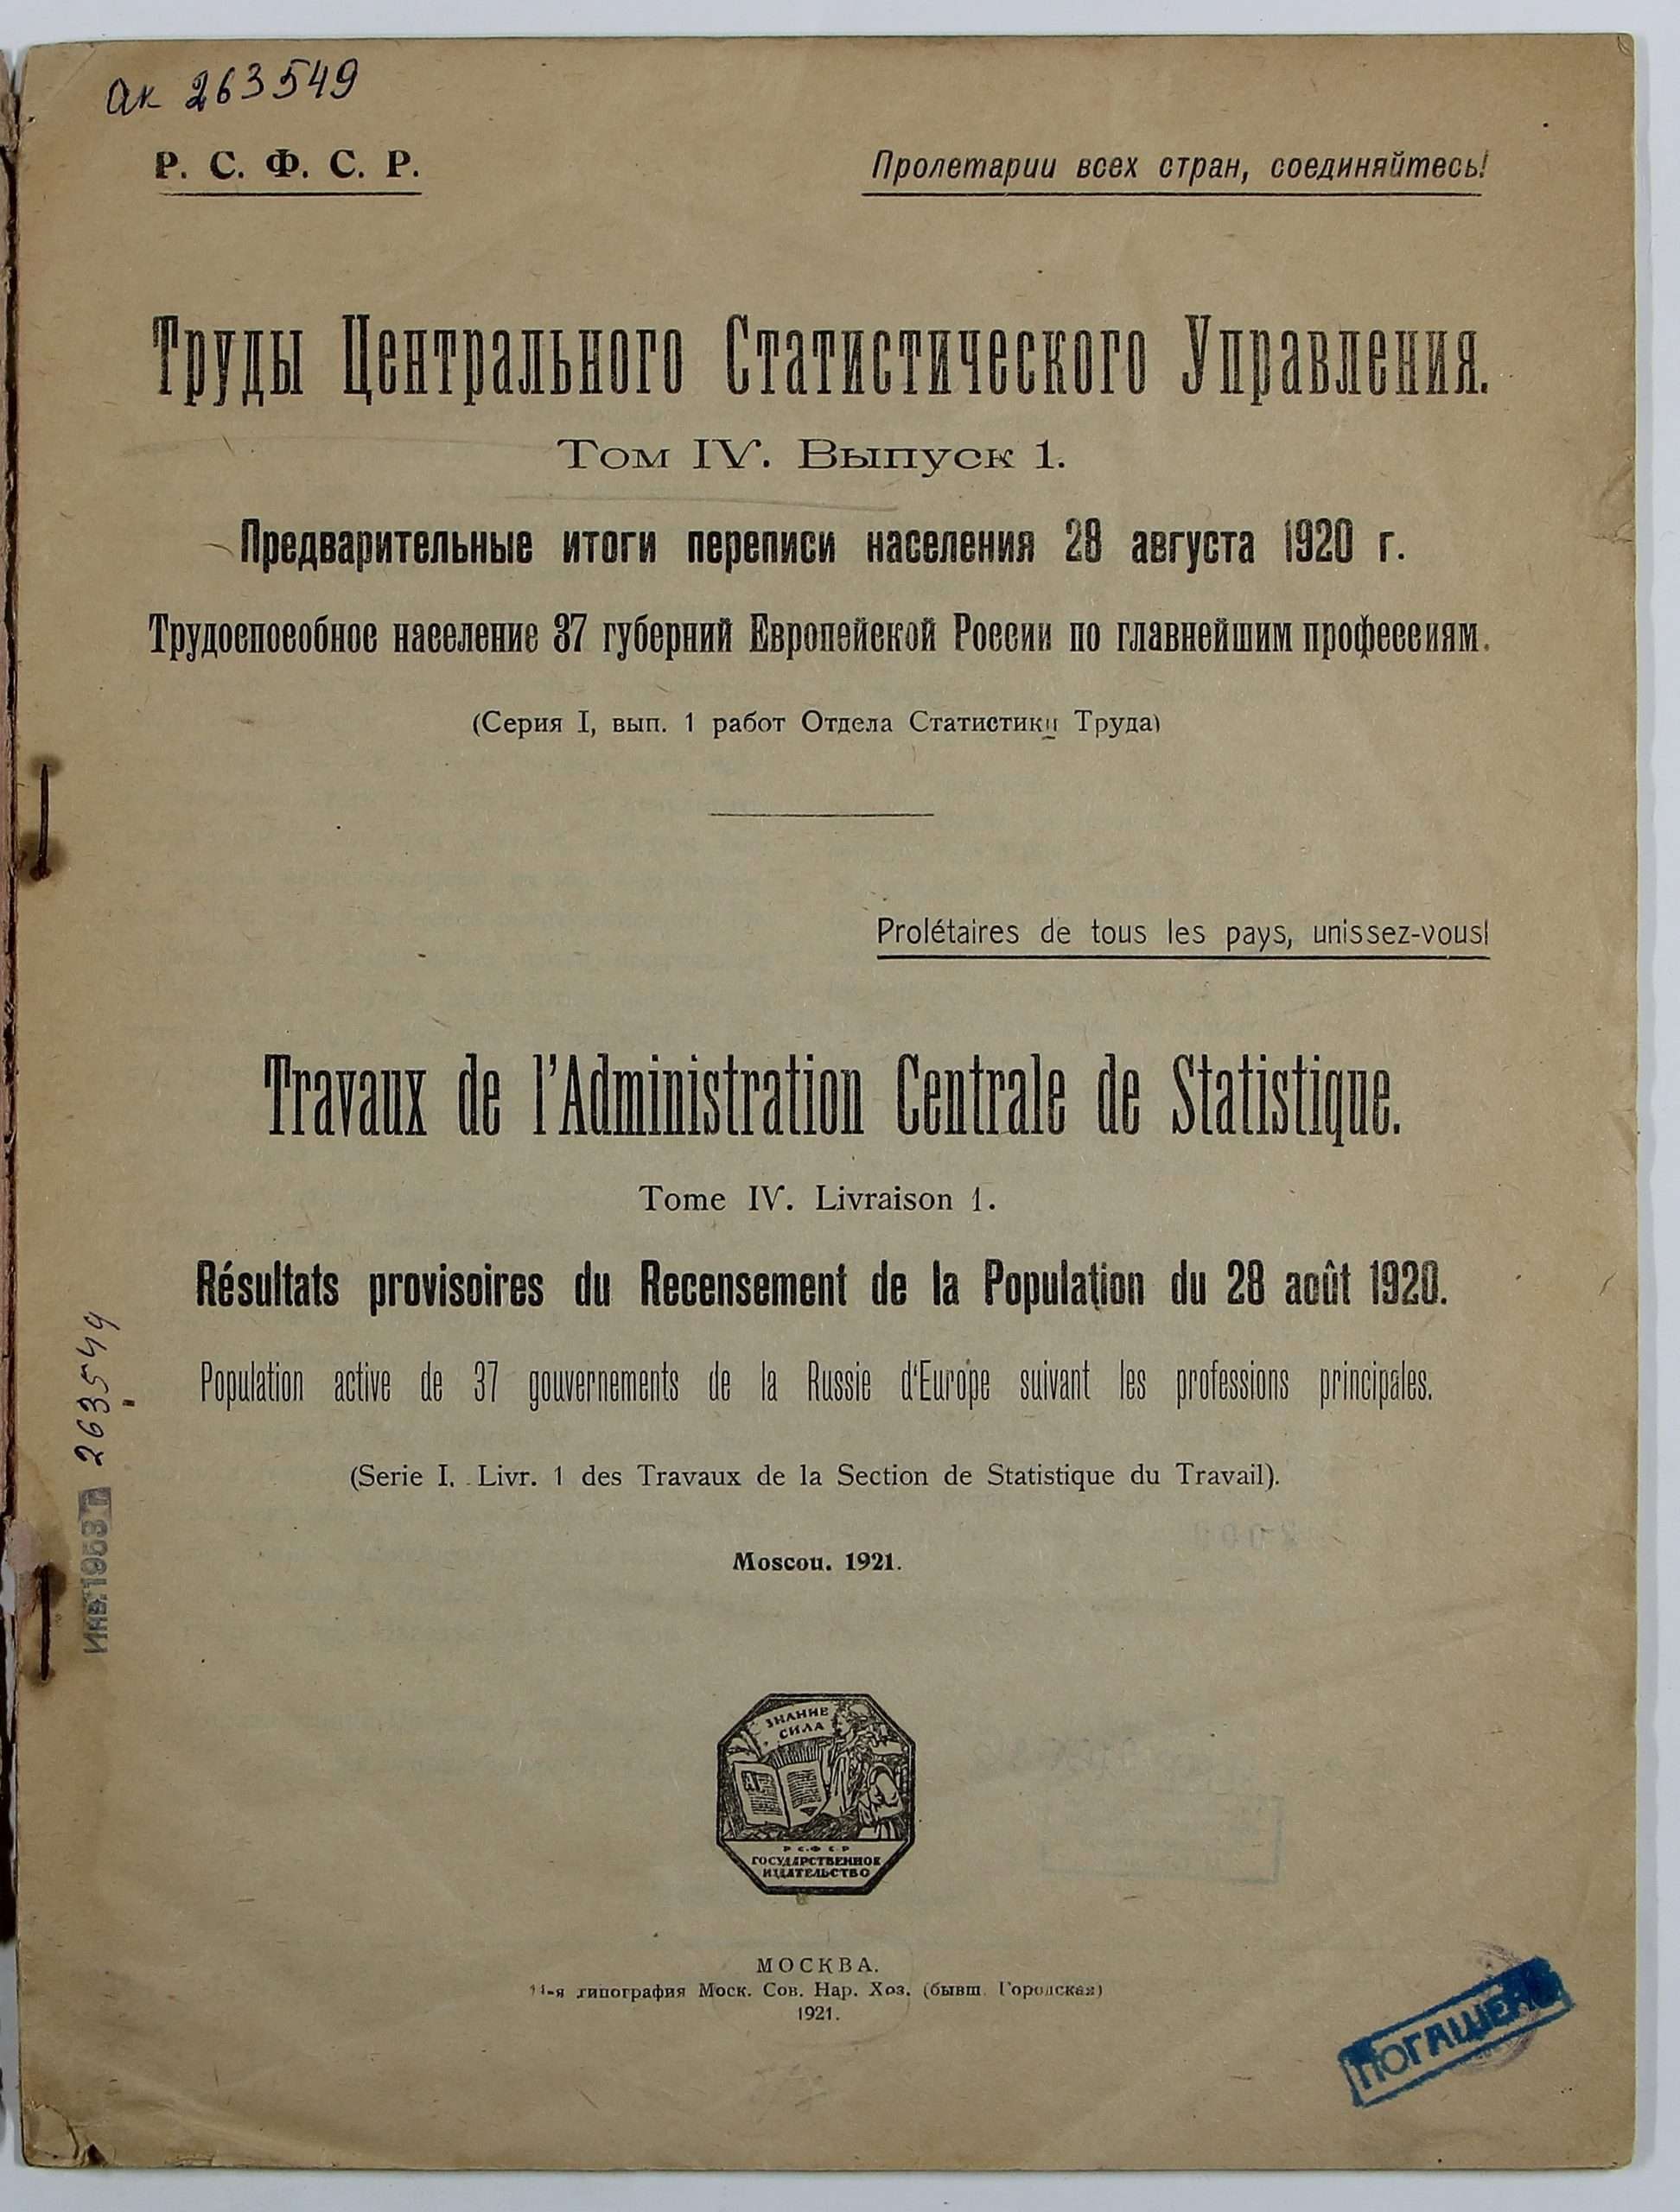 Ак 263549
Р. С. Ф. С. Р.
Пролетарии всех стран, соединяйтесь!
Труды Центрального Статистического Управления.
Том IV. Выпуск 1.
Предварительные итоги переписи населения 28 августа 1920 г.
Трудоспособное население 37 губерний Европейской России по главнейшим профессиям.
(Серия I, вып. 1 работ Отдела Статистики Труда)
Prolétaires de tous les pays, unissez-vous!
Travaux de l'Administration Centrale de Statistique.
Tome IV. Livraison 1.
Résultats provisoires du Recensement de la Population du 28 août 1920.
Population active de 37 gouvernements de la Russie d'Europe suivant les professions principales.
(Serie I. Livr. 1 des Travaux de la Section de Statistique du Travail).
Moscou. 1921.
Инв. 1953 г. 263549
ЗНАНИЕ
СИЛА
Р С Ф С Р
ГОСУДАРСТВЕННОЕ
ИЗДАТЕЛЬСТВО
МОСКВА.
типография Моск. Сов. Нар. Хоз. (бывш. Городская)
1921.
ПОГАШЕНО